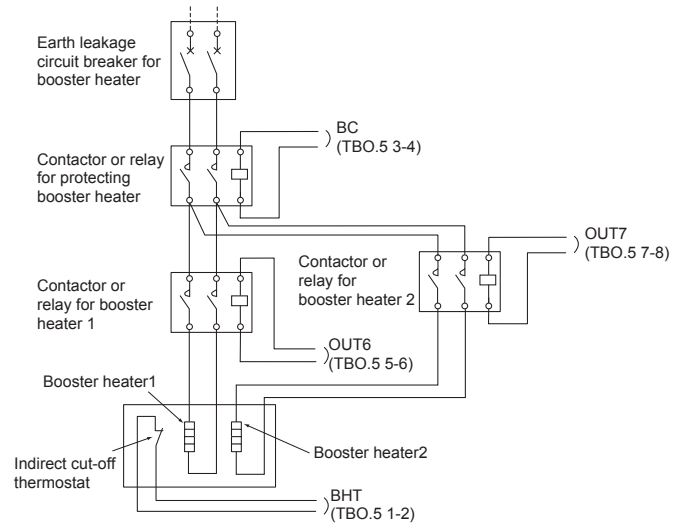 Earth leakage
circuit breaker for
booster heater
BC
(TBO.5 3-4)
Contactor or relay
for protecting
booster heater
OUT7
(TBO.5 7-8)
Contactor or
relay for
booster heater 2
Contactor or
relay for booster
heater 1
OUT6
(TBO.5 5-6)
Booster heater1
Booster heater2
Indirect cut-off
thermostat
BHT
(TBO.5 1-2)